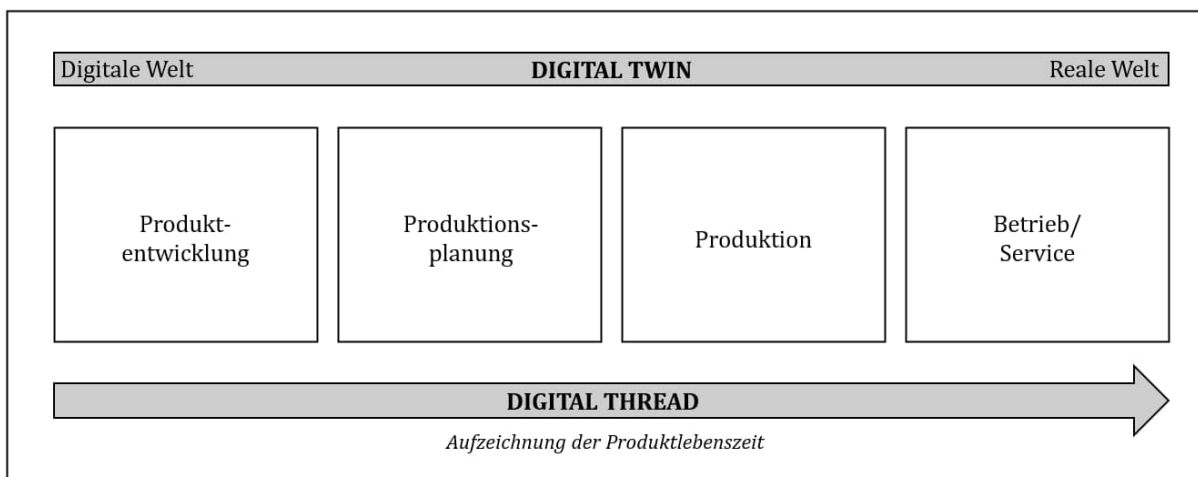 Digitale Welt DIGITAL TWIN Reale Welt
Produkt-
entwicklung
Produktions-
planung
Produktion
Betrieb/
Service
DIGITAL THREAD
Aufzeichnung der Produktlebenszeit